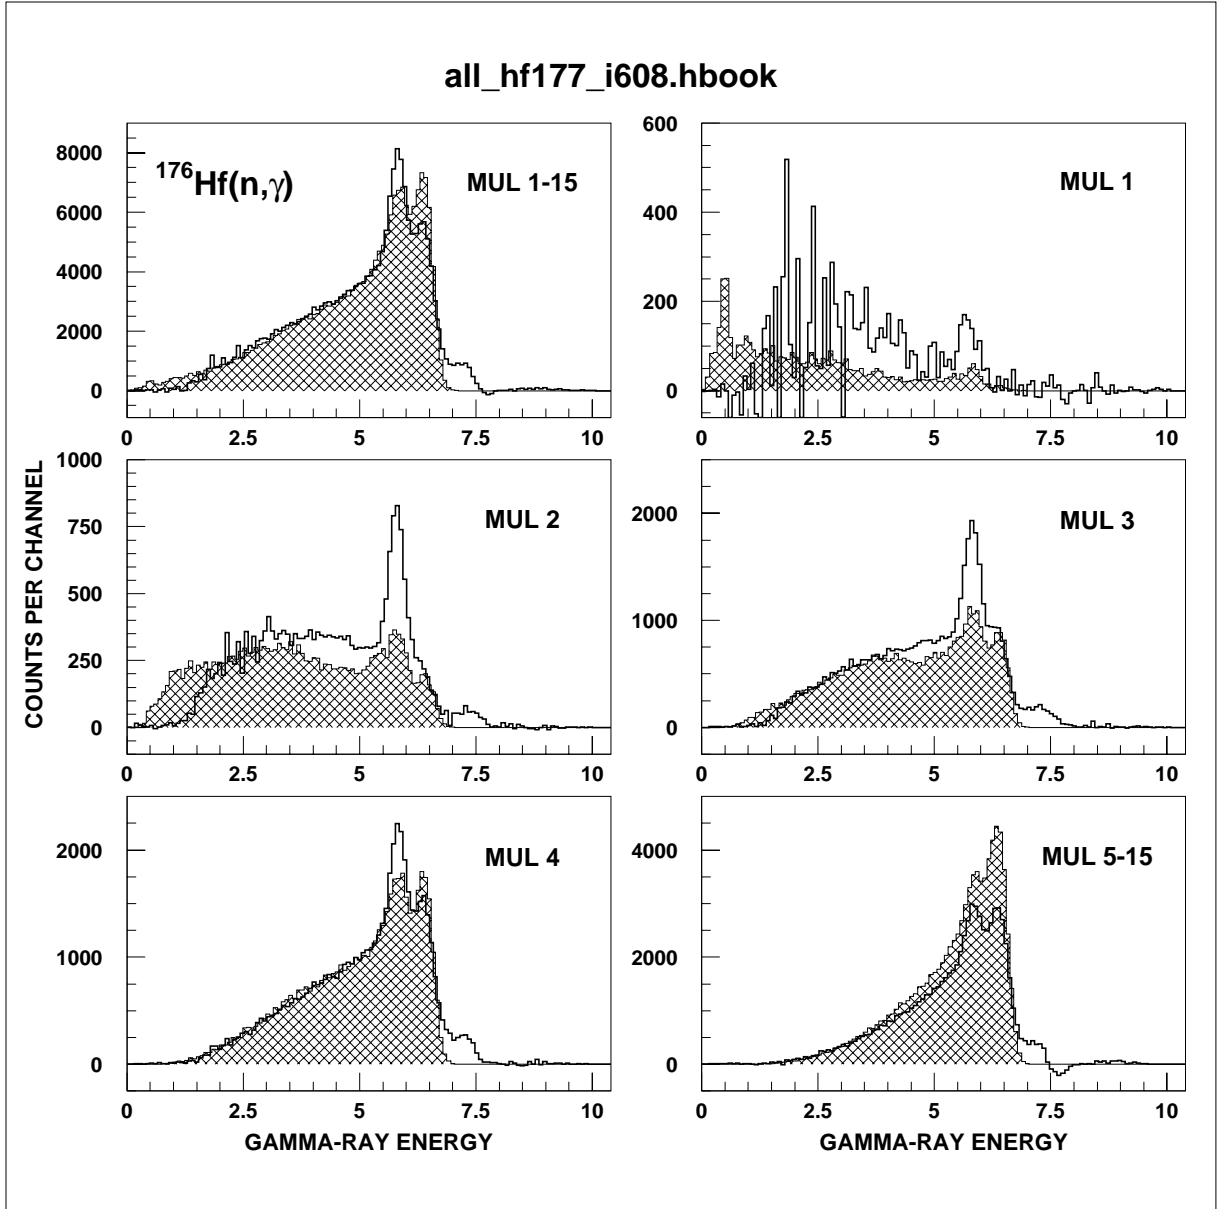 all_hf177_i608.hbook
176Hf(n,γ)
MUL 1-15
8000
6000
4000
2000
0
0 2.5 5 7.5 10
MUL 1
600
400
200
0
0 2.5 5 7.5 10
COUNTS PER CHANNEL
MUL 2
1000
750
500
250
0
0 2.5 5 7.5 10
MUL 3
2000
1000
0
0 2.5 5 7.5 10
MUL 4
2000
1000
0
0 2.5 5 7.5 10
GAMMA-RAY ENERGY
MUL 5-15
4000
2000
0
0 2.5 5 7.5 10
GAMMA-RAY ENERGY